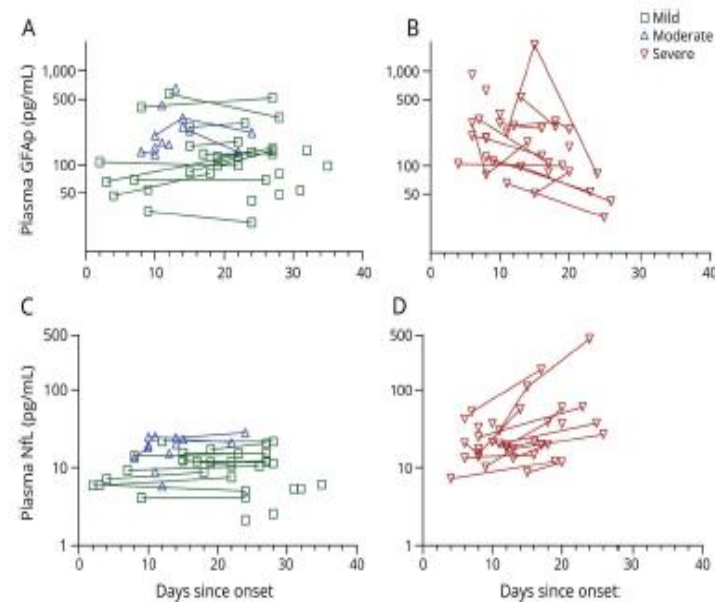 A
B
Mild
Moderate
Severe
Plasma GFAp (pg/mL)
1,000
500
100
50
0 10 20 30 40
1,000
500
100
50
0 10 20 30 40
C
D
Plasma NfL (pg/mL)
500
100
10
1
0 10 20 30 40
Days since onset
500
100
10
1
0 10 20 30 40
Days since onset: